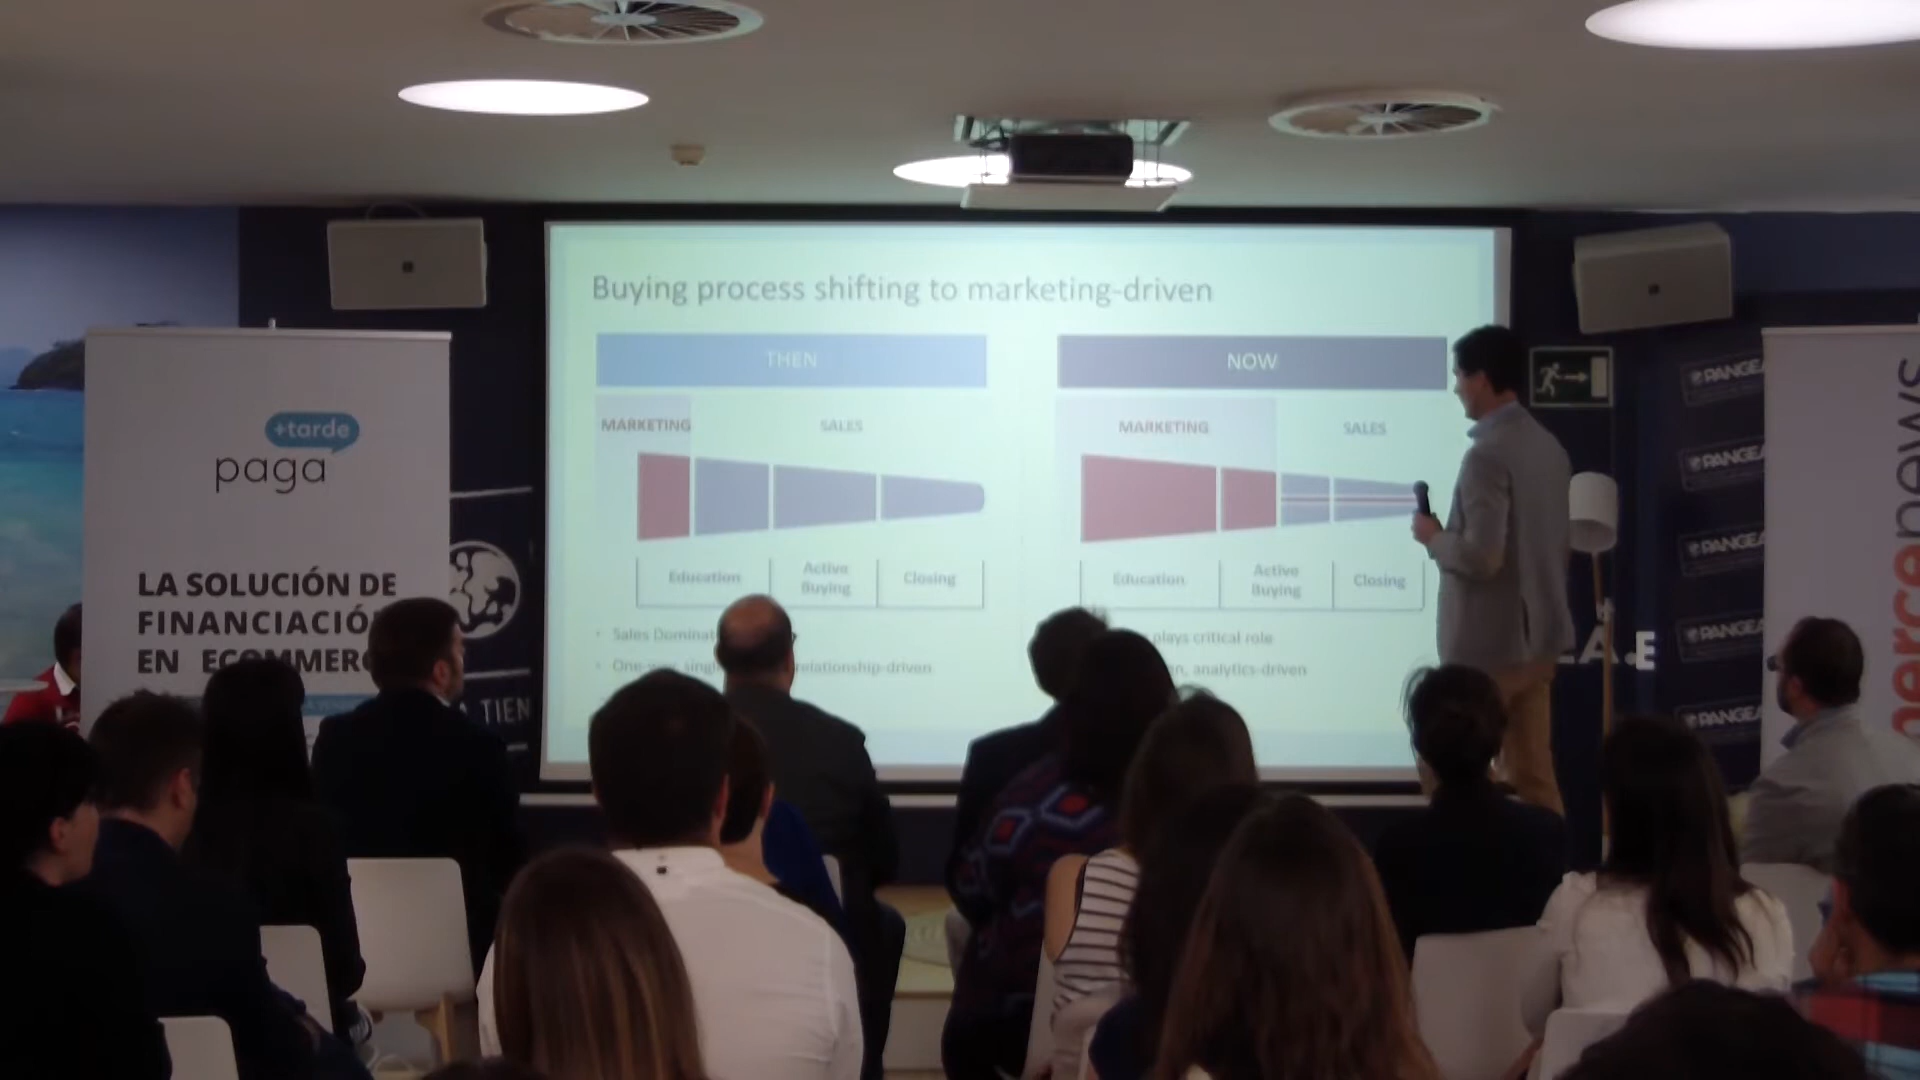 Buying process shifting to marketing-driven
THEN
MARKETING
SALES
Education
Active
Buying
Closing
Sales
relationship-driven
NOW
MARKETING
SALES
Education
Active
Buying
Closing
plays critical role
analytics-driven
+tarde
paga
LA SOLUCIÓN DE
FINANCIACIÓ
EN ECOMMERC
TIEN
A.E
PANGEA
PANGEA
PANGEA
PANGEA
PANGEA
news